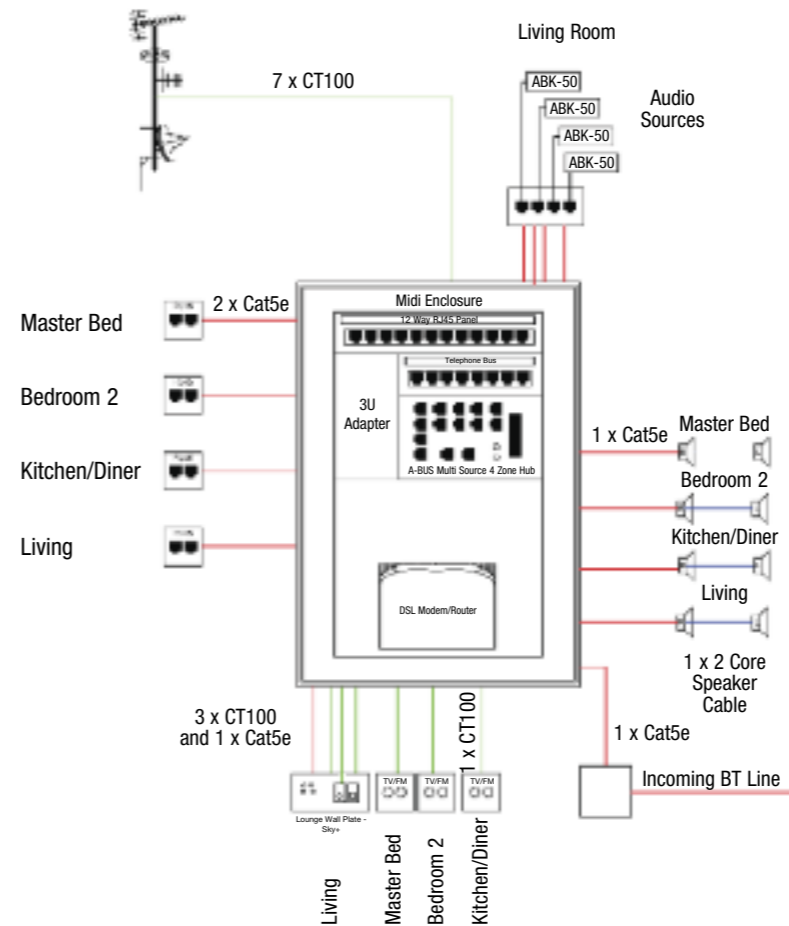 Living Room
7 x CT100
ABK-50
ABK-50
ABK-50
ABK-50
Audio
Sources
Midi Enclosure
12 Way RJ45 Panel
Telephone Bus
3U
Adapter
A-BUS Multi Source 4 Zone Hub
DSL Modem/Router
2 x Cat5e
Master Bed
Bedroom 2
Kitchen/Diner
Living
1 x Cat5e
Master Bed
Bedroom 2
Kitchen/Diner
Living
1 x 2 Core
Speaker
Cable
1 x Cat5e
Incoming BT Line
3 x CT100
and 1 x Cat5e
1 x CT100
TV/FM
TV/FM
TV/FM
Lounge Wall Plate -
Sky+
Living
Master Bed
Bedroom 2
Kitchen/Diner